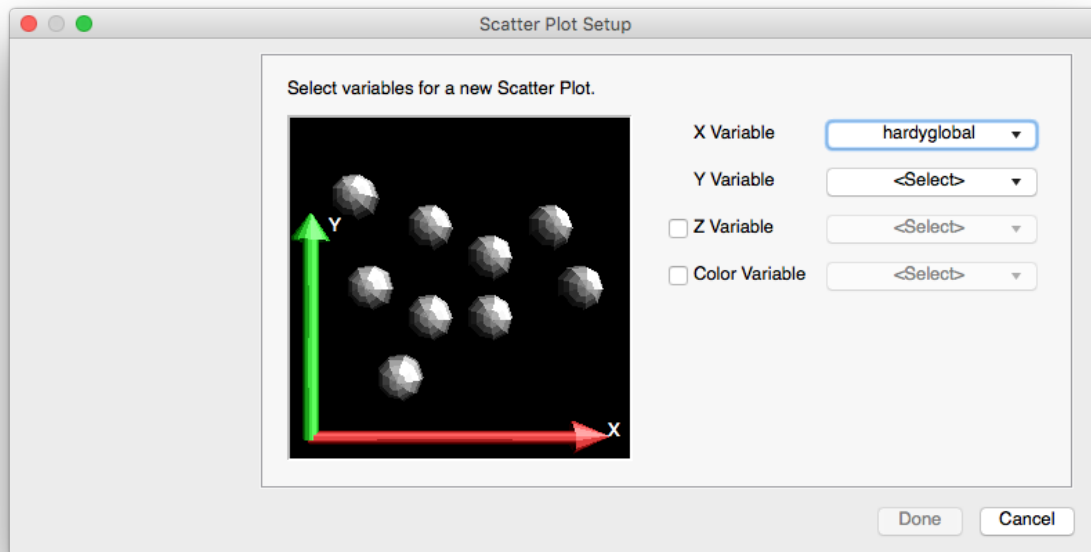 Scatter Plot Setup
Select variables for a new Scatter Plot.
X Variable hardyglobal
Y Variable <Select>
Z Variable <Select>
Color Variable <Select>
Y
X
Done Cancel